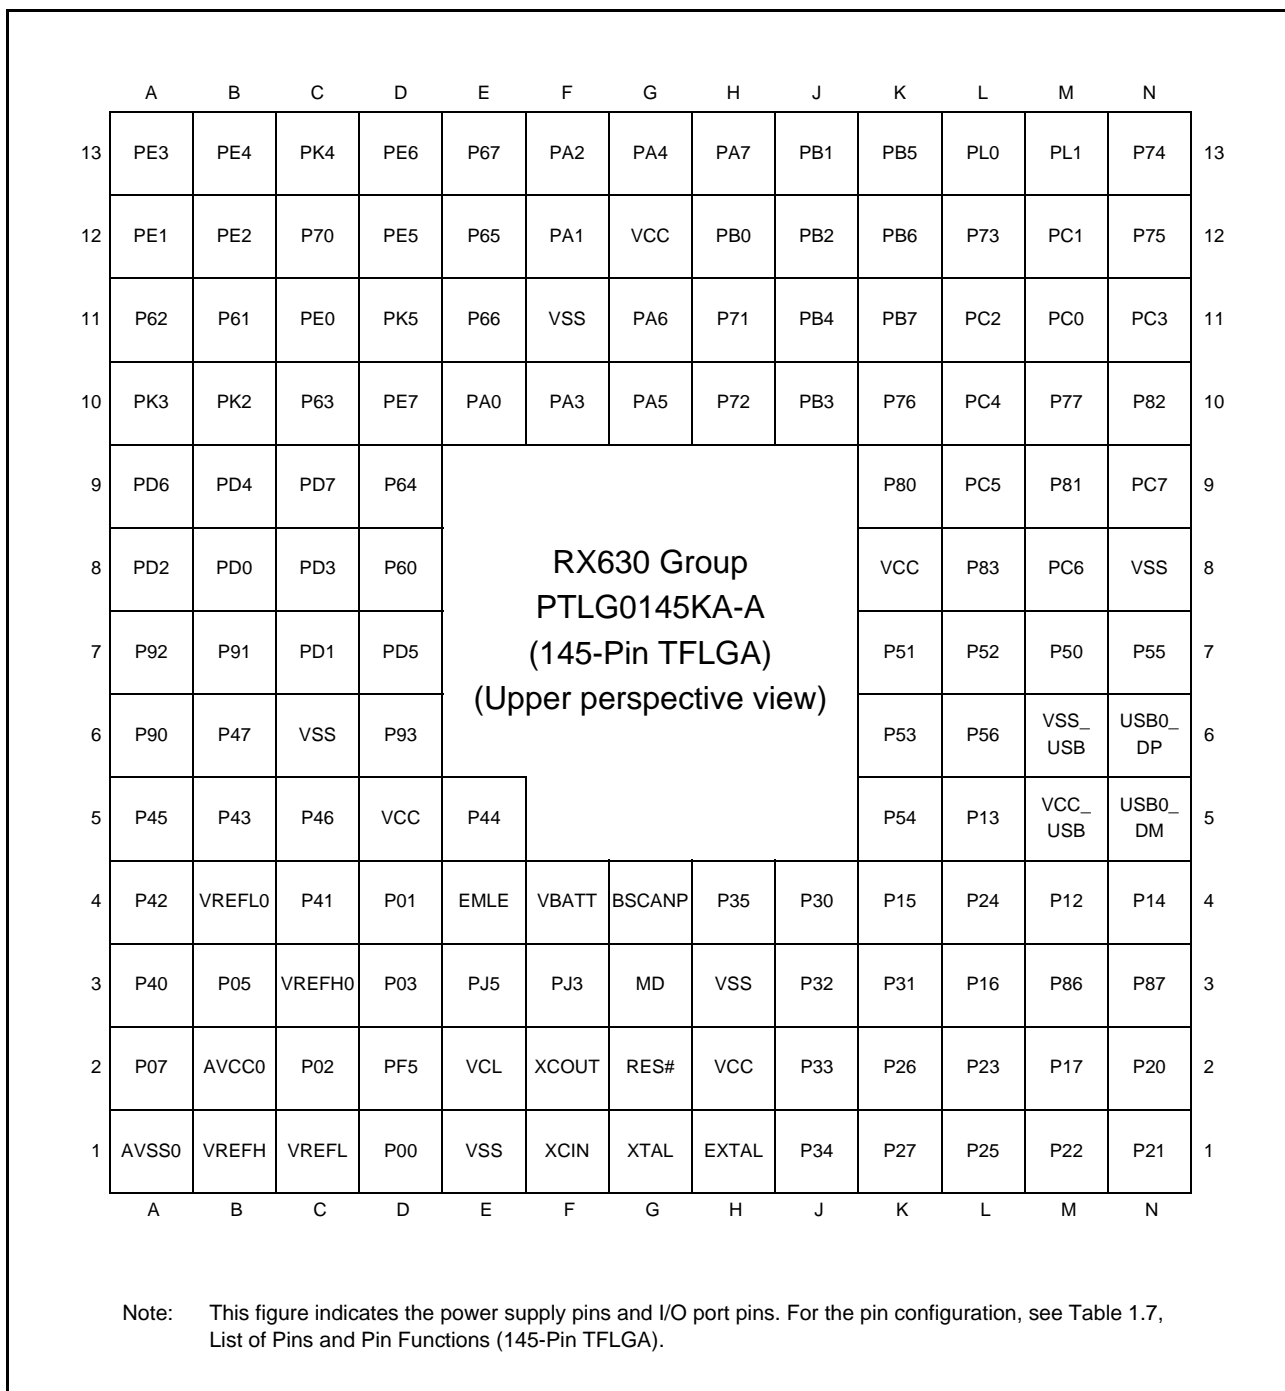 A B C D E F G H J K L M N
13 PE3 PE4 PK4 PE6 P67 PA2 PA4 PA7 PB1 PB5 PL0 PL1 P74 13
12 PE1 PE2 P70 PE5 P65 PA1 VCC PB0 PB2 PB6 P73 PC1 P75 12
11 P62 P61 PE0 PK5 P66 VSS PA6 P71 PB4 PB7 PC2 PC0 PC3 11
10 PK3 PK2 P63 PE7 PA0 PA3 PA5 P72 PB3 P76 PC4 P77 P82 10
9 PD6 PD4 PD7 P64 P80 PC5 P81 PC7 9
8 PD2 PD0 PD3 P60 RX630 Group VCC P83 PC6 VSS 8
PTLG0145KA-A
7 P92 P91 PD1 PD5 (145-Pin TFLGA) P51 P52 P50 P55 7
(Upper perspective view)
6 P90 P47 VSS P93 P53 P56 VSS_ USB USB0_ DP 6
5 P45 P43 P46 VCC P44 P54 P13 VCC_ USB USB0_ DM 5
4 P42 VREFL0 P41 P01 EMLE VBATT BSCANP P35 P30 P15 P24 P12 P14 4
3 P40 P05 VREFH0 P03 PJ5 PJ3 MD VSS P32 P31 P16 P86 P87 3
2 P07 AVCC0 P02 PF5 VCL XCOUT RES# VCC P33 P26 P23 P17 P20 2
1 AVSS0 VREFH VREFL P00 VSS XCIN XTAL EXTAL P34 P27 P25 P22 P21 1
A B C D E F G H J K L M N
Note: This figure indicates the power supply pins and I/O port pins. For the pin configuration, see Table 1.7,
List of Pins and Pin Functions (145-Pin TFLGA).